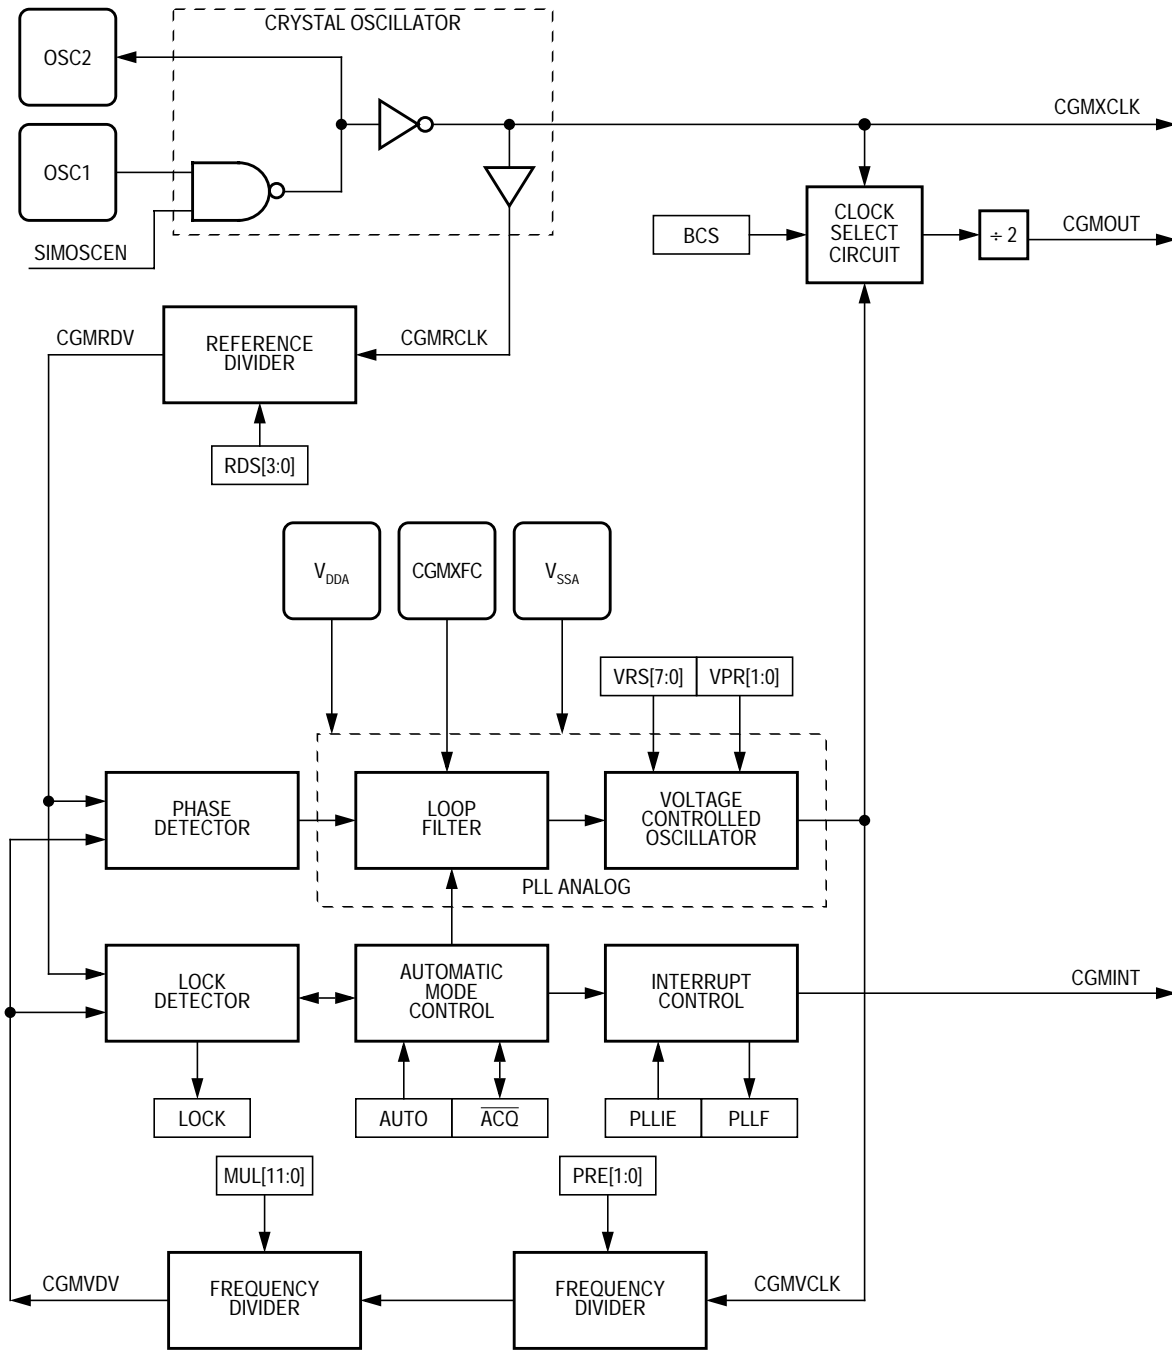 CRYSTAL OSCILLATOR
OSC2
CGMXCLK
OSC1
SIMOSCEN
BCS
CLOCK
SELECT
CIRCUIT
÷ 2
CGMOUT
CGMRDV
REFERENCE
DIVIDER
CGMRCLK
RDS[3:0]
VDDA
CGMXFC
VSSA
VRS[7:0]
VPR[1:0]
PHASE
DETECTOR
LOOP
FILTER
VOLTAGE
CONTROLLED
OSCILLATOR
PLL ANALOG
LOCK
DETECTOR
AUTOMATIC
MODE
CONTROL
INTERRUPT
CONTROL
CGMINT
LOCK
AUTO
A̅C̅Q̅
PLLIE
PLLF
MUL[11:0]
PRE[1:0]
CGMVDV
FREQUENCY
DIVIDER
FREQUENCY
DIVIDER
CGMVCLK